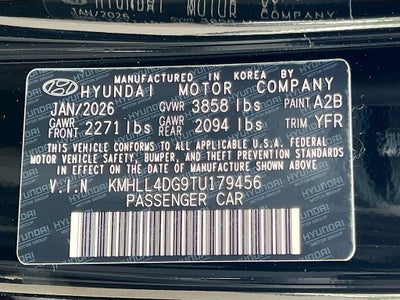 MANUFACTURED IN KOREA BY
HYUNDAI MOTOR COMPANY
JAN/2026 GVWR 3858 lbs PAINT A2B
GAWR FRONT 2271 lbs GAWR REAR 2094 lbs TRIM YFR
THIS VEHICLE CONFORMS TO ALL APPLICABLE U.S.A. FEDERAL
MOTOR VEHICLE SAFETY, BUMPER, AND THEFT PREVENTION
STANDARDS IN EFFECT ON THE DATE OF MANUFACTURE SHOWN ABOVE.
V.I.N KMHLL4DG9TU179456
PASSENGER CAR